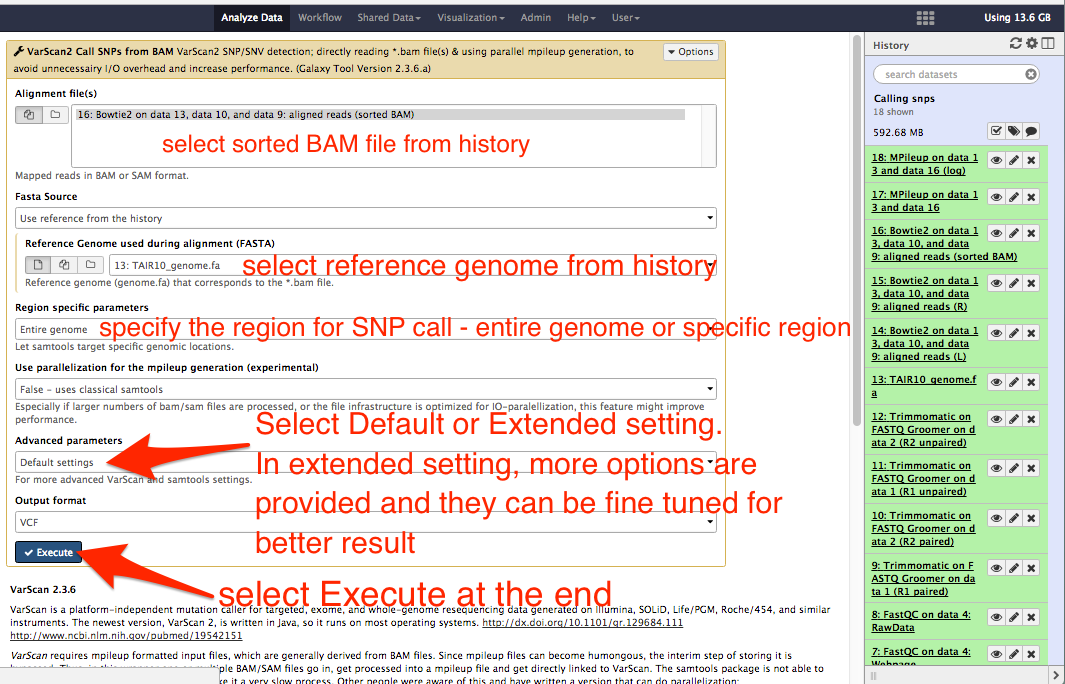 Analyze Data Workflow Shared Data Visualization Admin Help User Using 13.6 GB
VarScan2 Call SNPs from BAM VarScan2 SNP/SNV detection; directly reading *.bam file(s) & using parallel mpileup generation, to
avoid unnecessairy I/O overhead and increase performance. (Galaxy Tool Version 2.3.6.a)
Options
Alignment file(s)
16: Bowtie2 on data 13, data 10, and data 9: aligned reads (sorted BAM)
select sorted BAM file from history
Mapped reads in BAM or SAM format.
Fasta Source
Use reference from the history
Reference Genome used during alignment (FASTA)
13: TAIR10_genome.fa
select reference genome from history
Reference genome (genome.fa) that corresponds to the *.bam file.
Region specific parameters
Entire genome
specify the region for SNP call - entire genome or specific region
Let samtools target specific genomic locations.
Use parallelization for the mpileup generation (experimental)
False - uses classical samtools
Especially if larger numbers of bam/sam files are processed, or the file infrastructure is optimized for IO-paralellization, this feature might improve
performance.
Select Default or Extended setting.
In extended setting, more options are
provided and they can be fine tuned for
better result
Advanced parameters
Default settings
For more advanced VarScan and samtools settings.
Output format
VCF
Execute
select Execute at the end
VarScan 2.3.6
VarScan is a platform-independent mutation caller for targeted, exome, and whole-genome resequencing data generated on Illumina, SOLiD, Life/PGM, Roche/454, and similar
instruments. The newest version, VarScan 2, is written in Java, so it runs on most operating systems. http://dx.doi.org/10.1101/gr.129684.111
http://www.ncbi.nlm.nih.gov/pubmed/19542151
VarScan requires mpileup formatted input files, which are generally derived from BAM files. Since mpileup files can become humongous, the interim step of storing it is
BAM/SAM files go in, get processed into a mpileup file and get directly linked to VarScan. The samtools package is not able to
it a very slow process. Other people were aware of this and have written a version that can do parallelization:
History
search datasets
Calling snps
18 shown
592.68 MB
18: MPileup on data 1
3 and data 16 (log)
17: MPileup on data 1
3 and data 16
16: Bowtie2 on data 1
3, data 10, and data
9: aligned reads (sorted BAM)
15: Bowtie2 on data 1
3, data 10, and data
9: aligned reads (R)
14: Bowtie2 on data 1
3, data 10, and data
9: aligned reads (L)
13: TAIR10_genome.f
a
12: Trimmomatic on
FASTQ Groomer on d
ata 2 (R2 unpaired)
11: Trimmomatic on
FASTQ Groomer on d
ata 1 (R1 unpaired)
10: Trimmomatic on
FASTQ Groomer on d
ata 2 (R2 paired)
9: Trimmomatic on F
ASTQ Groomer on da
ta 1 (R1 paired)
8: FastQC on data 4:
RawData
7: FastQC on data 4:
Webpage